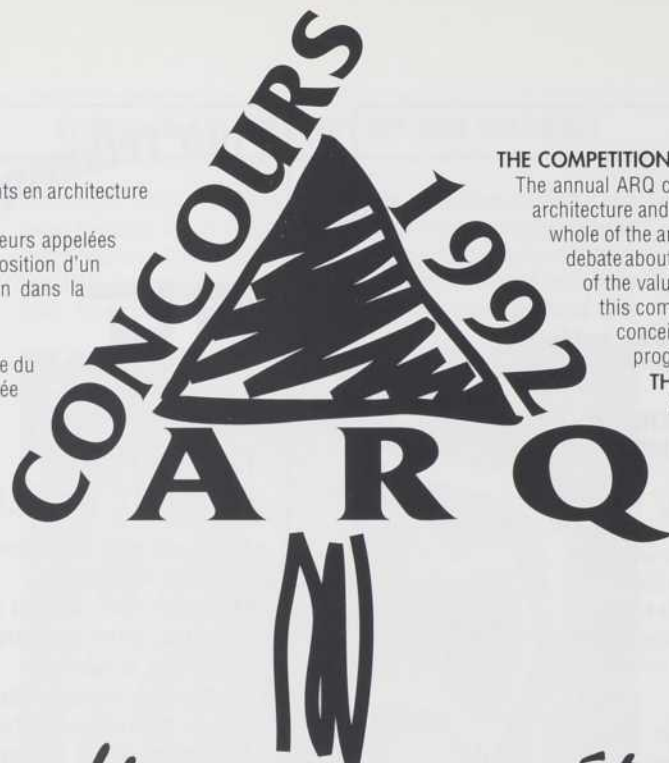 CONCOURS
1992
ARQ
nts en architecture
eurs appelées
osition d'un
n dans la
e du
ée
THE COMPETITION
The annual ARQ c
architecture and
whole of the ar
debate about
of the valu
this com
concer
prog
TH